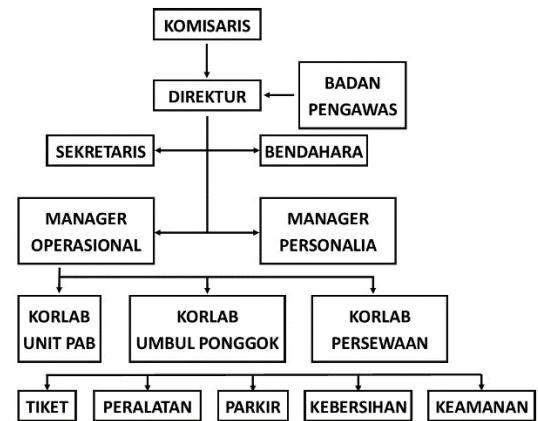 KOMISARIS
DIREKTUR
BADAN
PENGAWAS
SEKRETARIS
BENDAHARA
MANAGER
OPERASIONAL
MANAGER
PERSONALIA
KORLAB
UNIT PAB
KORLAB
UMBUL PONGGOK
KORLAB
PERSEWAAN
TIKET
PERALATAN
PARKIR
KEBERSIHAN
KEAMANAN